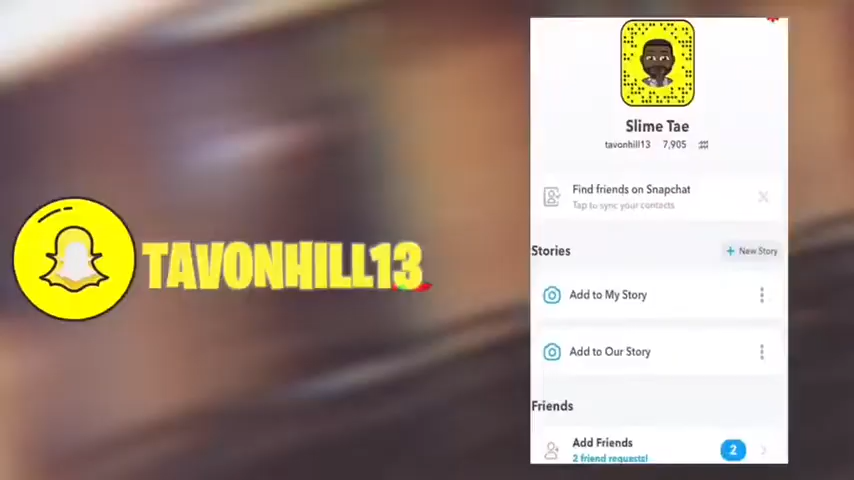 TAVONHILL13
Slime Tae
tavonhill13 7,905
Find friends on Snapchat
Tap to sync your contacts
Stories
+ New Story
Add to My Story
Add to Our Story
Friends
Add Friends
2 friend requests!
2